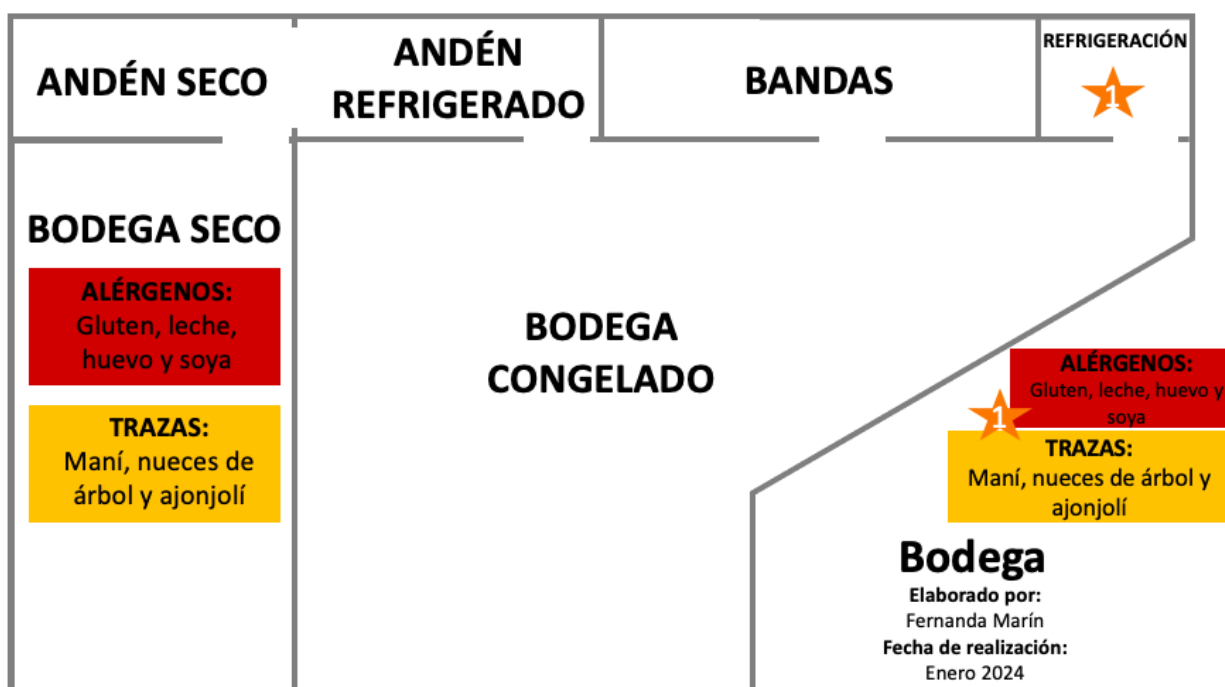 ANDÉN SECO
ANDÉN
REFRIGERADO
BANDAS
REFRIGERACIÓN
1
BODEGA SECO
ALÉRGENOS:
Gluten, leche,
huevo y soya
TRAZAS:
Maní, nueces de
árbol y ajonjolí
BODEGA
CONGELADO
1
ALÉRGENOS:
Gluten, leche, huevo y
soya
TRAZAS:
Maní, nueces de árbol y
ajonjolí
Bodega
Elaborado por:
Fernanda Marín
Fecha de realización:
Enero 2024